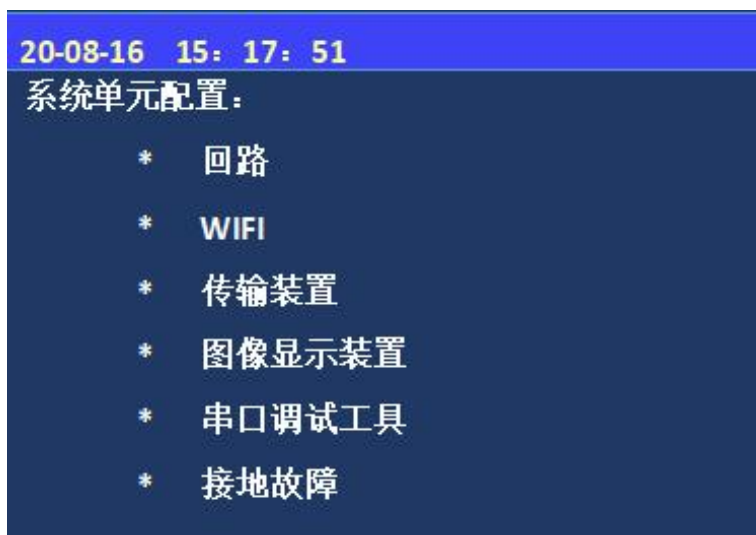 20-08-16 15：17：51
系统单元配置：
* 回路
* WIFI
* 传输装置
* 图像显示装置
* 串口调试工具
* 接地故障